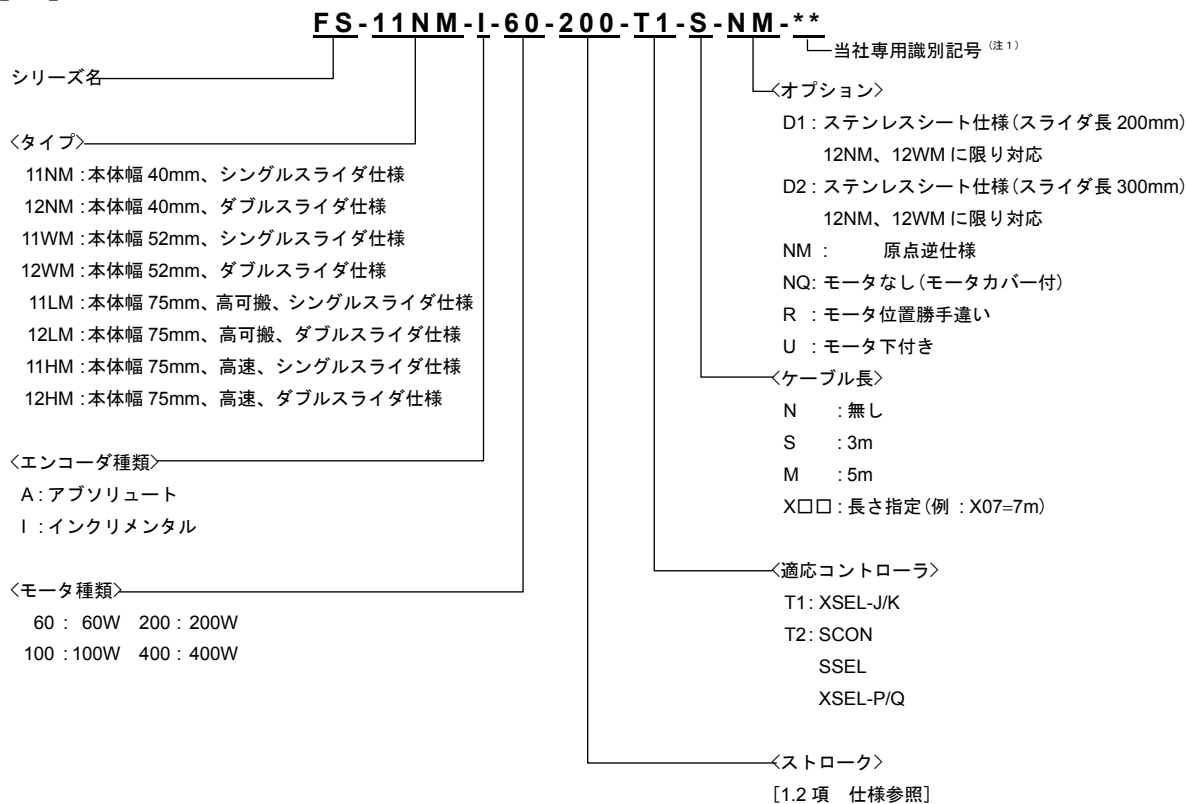 FS-11NM-I-60-200-T1-S-NM-**
当社専用識別記号（注1）
シリーズ名
〈オプション〉
D1：ステンレスシート仕様（スライダ長 200mm）
12NM、12WM に限り対応
D2：ステンレスシート仕様（スライダ長 300mm）
12NM、12WM に限り対応
NM： 原点逆仕様
NQ：モータなし（モータカバー付）
R ：モータ位置勝手違い
U ：モータ下付き
〈タイプ〉
11NM：本体幅 40mm、シングルスライダ仕様
12NM：本体幅 40mm、ダブルスライダ仕様
11WM：本体幅 52mm、シングルスライダ仕様
12WM：本体幅 52mm、ダブルスライダ仕様
11LM：本体幅 75mm、高可搬、シングルスライダ仕様
12LM：本体幅 75mm、高可搬、ダブルスライダ仕様
11HM：本体幅 75mm、高速、シングルスライダ仕様
12HM：本体幅 75mm、高速、ダブルスライダ仕様
〈ケーブル長〉
N ：無し
S ：3m
M ：5m
X□□：長さ指定（例：X07=7m）
〈エンコーダ種類〉
A：アブソリュート
I ：インクリメンタル
〈適応コントローラ〉
T1：XSEL-J/K
T2：SCON
SSEL
XSEL-P/Q
〈モータ種類〉
60 ： 60W 200：200W
100：100W 400：400W
〈ストローク〉
［1.2 項 仕様参照］